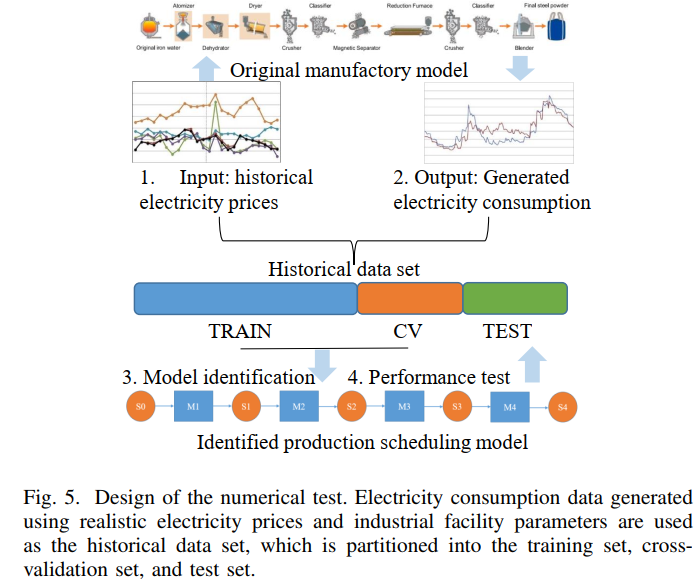 Atomizer
Dryer
Classifier
Reduction Furnace
Classifier
Final steel powder
Original iron water
Dehydrator
Crusher
Magnetic Separator
Crusher
Blender
Original manufactory model
1. Input: historical
electricity prices
2. Output: Generated
electricity consumption
Historical data set
TRAIN
CV
TEST
3. Model identification
4. Performance test
S0
M1
S1
M2
S2
M3
S3
M4
S4
Identified production scheduling model
Fig. 5. Design of the numerical test. Electricity consumption data generated
using realistic electricity prices and industrial facility parameters are used
as the historical data set, which is partitioned into the training set, cross-
validation set, and test set.